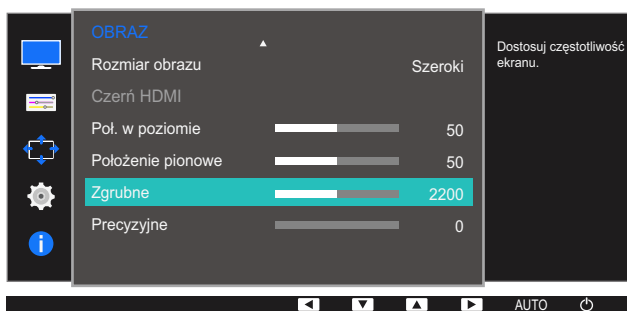 OBRAZ
Rozmiar obrazu Szeroki
Czerń HDMI
Poł. w poziomie 50
Położenie pionowe 50
Zgrubne 2200
Precyzyjne 0
Dostosuj częstotliwość
ekranu.
AUTO